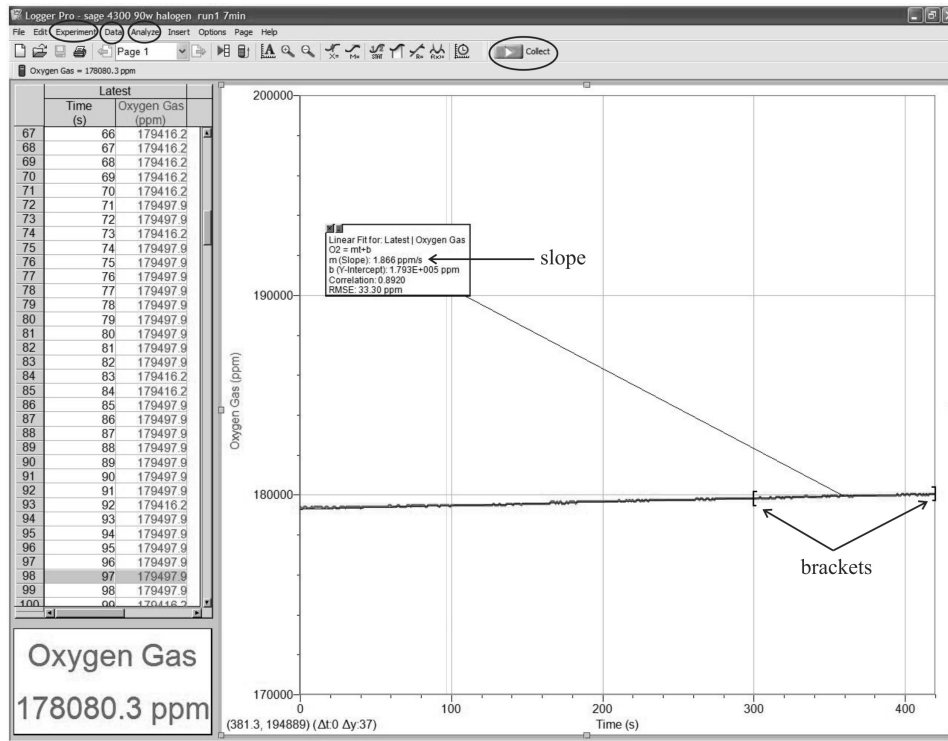 Logger Pro - sage 4300 90w halogen run1 7min
File Edit Experiment Data Analyze Insert Options Page Help
Page 1
Collect
Oxygen Gas = 178080.3 ppm
Latest
Time Oxygen Gas
(s) (ppm)
67 66 179416.2
68 67 179416.2
69 68 179416.2
70 69 179416.2
71 70 179416.2
72 71 179497.9
73 72 179497.9
74 73 179416.2
75 74 179497.9
76 75 179497.9
77 76 179497.9
78 77 179497.9
79 78 179497.9
80 79 179497.9
81 80 179497.9
82 81 179497.9
83 82 179497.9
84 83 179416.2
85 84 179416.2
86 85 179497.9
87 86 179497.9
88 87 179497.9
89 88 179497.9
90 89 179497.9
91 90 179497.9
92 91 179497.9
93 92 179416.2
94 93 179497.9
95 94 179497.9
96 95 179497.9
97 96 179497.9
98 97 179497.9
99 98 179497.9
100 99 179416.2
Oxygen Gas
178080.3 ppm
200000
190000
180000
170000
Oxygen Gas (ppm)
Linear Fit for: Latest | Oxygen Gas
O2 = mt+b
m (Slope): 1.866 ppm/s
b (Y-Intercept): 1.793E+005 ppm
Correlation: 0.8920
RMSE: 33.30 ppm
slope
brackets
0 100 200 300 400
(381.3, 194889) (Δt:0 Δy:37)
Time (s)